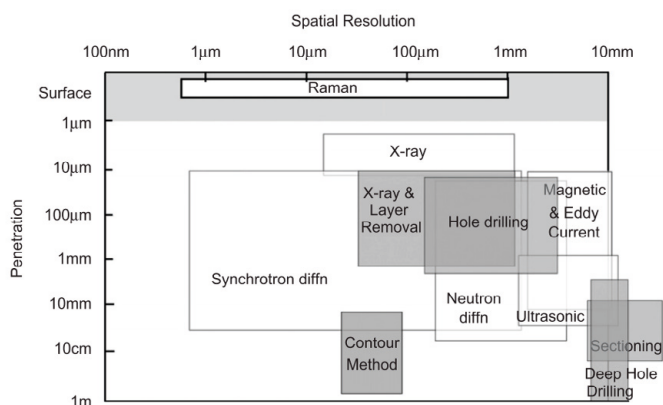 Spatial Resolution
100nm 1μm 10μm 100μm 1mm 10mm
Surface
Raman
1μm
X-ray
10μm
X-ray &
Layer
Removal
Hole drilling
Magnetic
& Eddy
Current
100μm
Penetration
1mm
Synchrotron diffn
Neutron
diffn
Ultrasonic
10mm
Contour
Method
Sectioning
10cm
Deep Hole
Drilling
1m